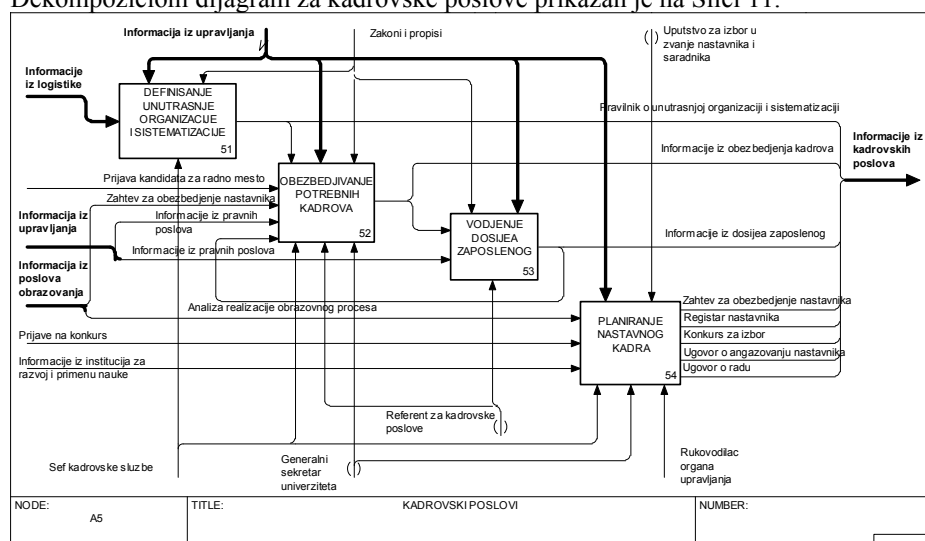 Dekompozicioni dijagram za kadrovske poslove prikazan je na Slici 11.
Informacija iz upravljanja
Zakoni i propisi
Uputstvo za izbor u
zvanje nastavnika i
saradnika
Informacije
iz logistike
DEFINISANJE
UNUTRASNJE
ORGANIZACIJE
I SISTEMATIZACIJE
51
Pravilnik o unutrasnjoj organizaciji i sistematizaciji
Informacije iz
kadrovskih
poslova
Informacije iz obezbedjenja kadrova
Prijava kandidata za radno mesto
OBEZBEDJIVANJE
POTREBNIH
KADROVA
52
Zahtev za obezbedjenje nastavnika
Informacija iz
upravljanja
Informacije iz pravnih
poslova
Informacije iz pravnih poslova
VODJENJE
DOSIJEA
ZAPOSLENOG
53
Informacije iz dosijea zaposlenog
Informacija iz
poslova
obrazovanja
Analiza realizacije obrazovnog procesa
Zahtev za obezbedjenje nastavnika
Registar nastavnika
Konkurs za izbor
Ugovor o angazovanju nastavnika
Ugovor o radu
PLANIRANJE
NASTAVNOG
KADRA
54
Prijave na konkurs
Informacije iz institucija za
razvoj i primenu nauke
Referent za kadrovske
poslove
Sef kadrovske sluzbe
Generalni
sekretar
univerziteta
Rukovodilac
organa
upravljanja
NODE:
A5
TITLE:
KADROVSKI POSLOVI
NUMBER: